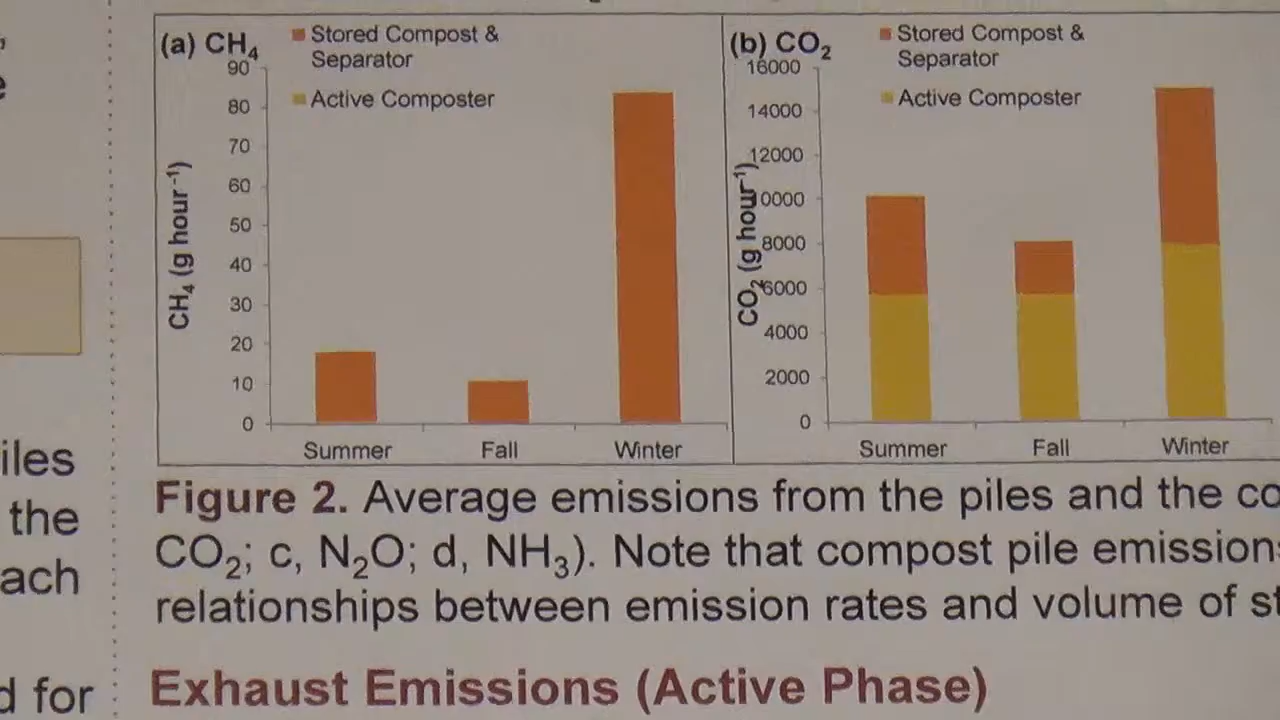 (a) CH4
Stored Compost &
Separator
Active Composter
CH4 (g hour-1)
90
80
70
60
50
40
30
20
10
0
Summer Fall Winter
(b) CO2
Stored Compost &
Separator
Active Composter
CO2 (g hour-1)
16000
14000
12000
0000
8000
6000
4000
2000
0
Summer Fall Winter
Figure 2. Average emissions from the piles and the co
CO2; c, N2O; d, NH3). Note that compost pile emissions
relationships between emission rates and volume of st
Exhaust Emissions (Active Phase)
iles
the
ach
d for